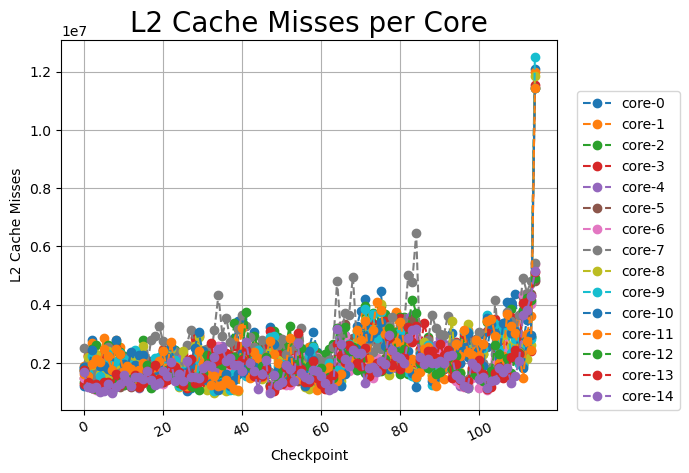 L2 Cache Misses per Core
1e7
1.2
1.0
0.8
0.6
0.4
0.2
L2 Cache Misses
0
20
40
60
80
100
Checkpoint
core-0
core-1
core-2
core-3
core-4
core-5
core-6
core-7
core-8
core-9
core-10
core-11
core-12
core-13
core-14